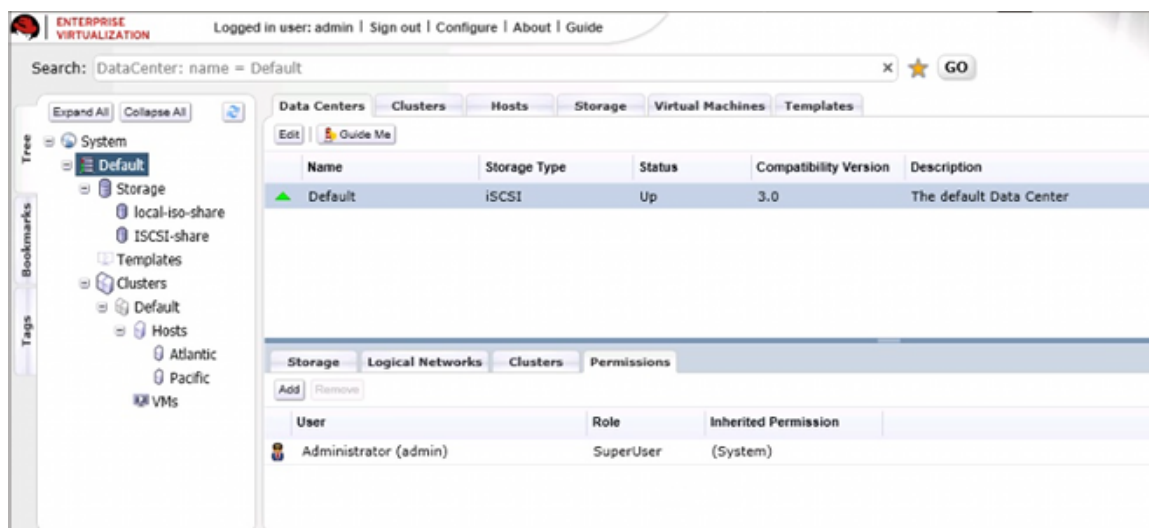 ENTERPRISE
VIRTUALIZATION
Logged in user: admin | Sign out | Configure | About | Guide
Search: DataCenter: name = Default x GO
Expand All Collapse All
Tree
Bookmarks
Tags
System
Default
Storage
local-iso-share
ISCSI-share
Templates
Clusters
Default
Hosts
Atlantic
Pacific
VMs
Data Centers Clusters Hosts Storage Virtual Machines Templates
Edit | Guide Me
Name Storage Type Status Compatibility Version Description
Default iSCSI Up 3.0 The default Data Center
Storage Logical Networks Clusters Permissions
Add Remove
User Role Inherited Permission
Administrator (admin) SuperUser (System)